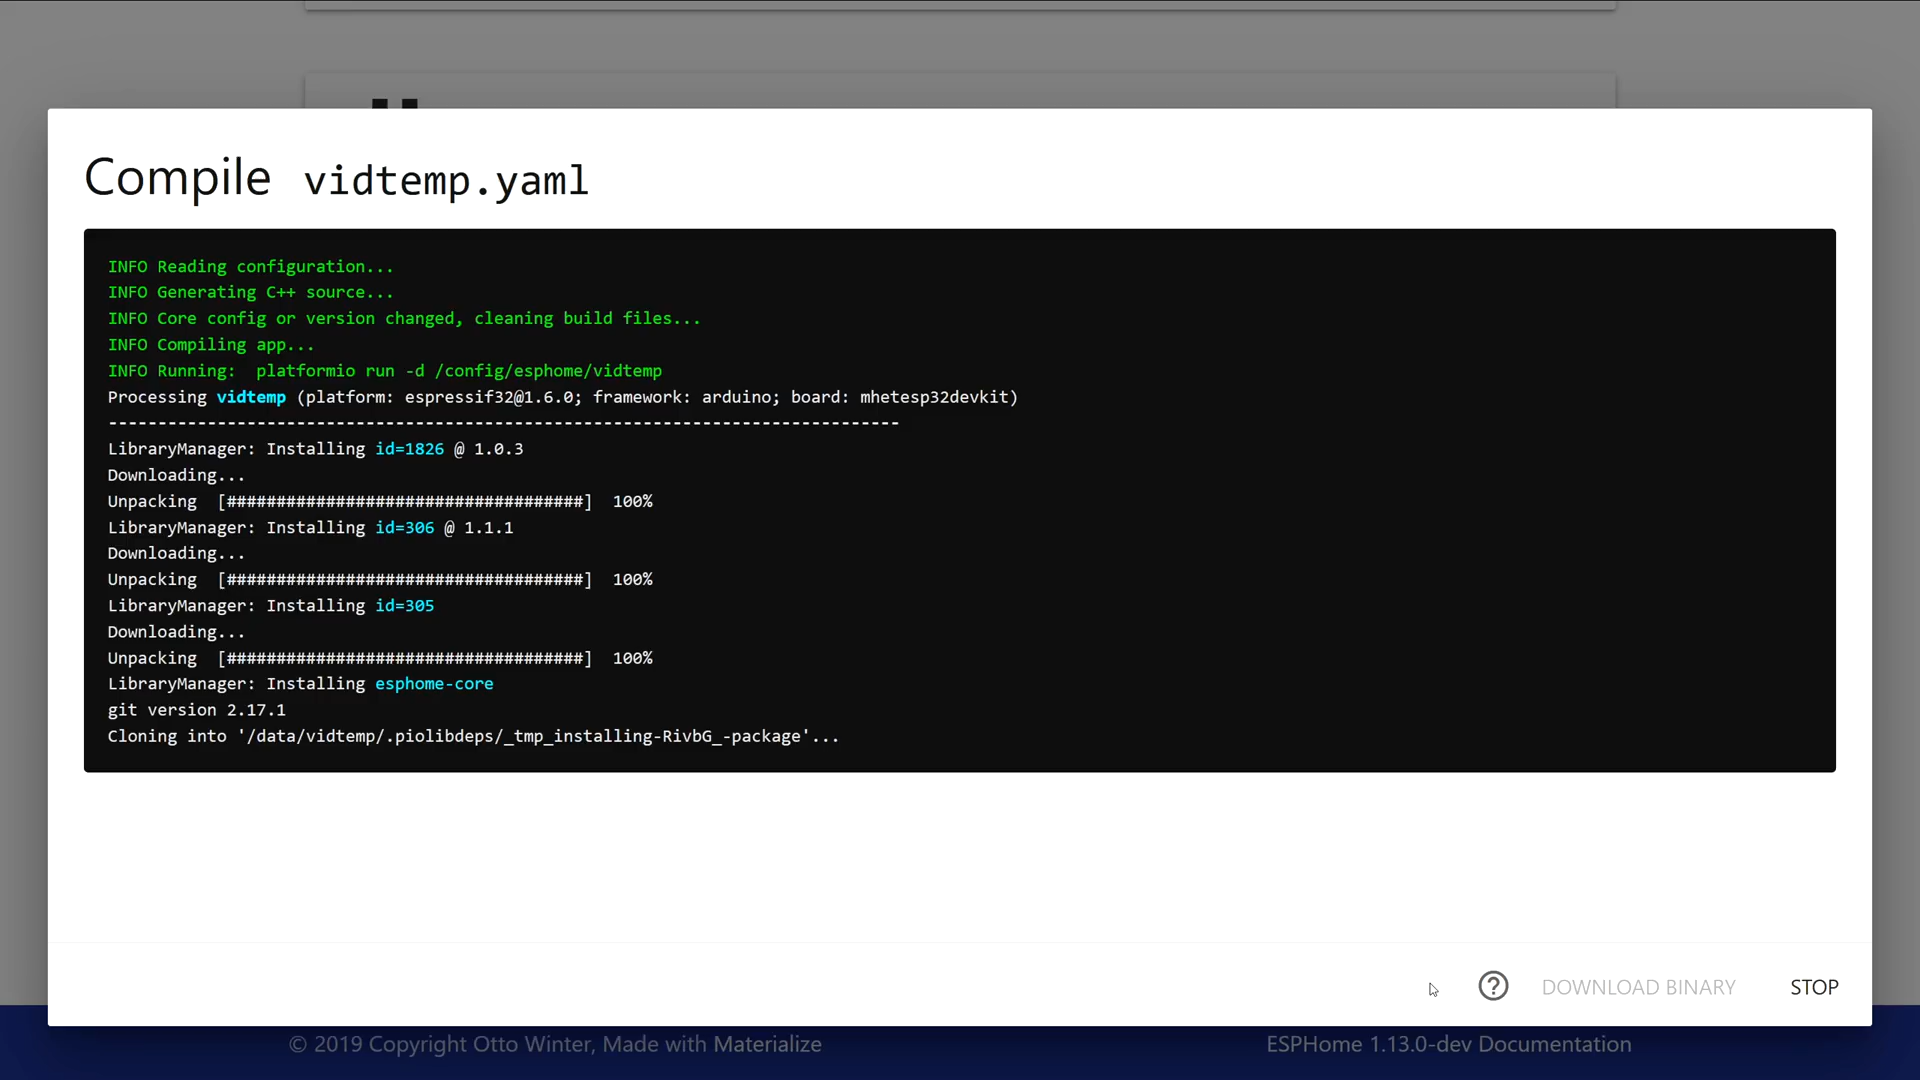 Compile vidtemp.yaml
INFO Reading configuration...
INFO Generating C++ source...
INFO Core config or version changed, cleaning build files...
INFO Compiling app...
INFO Running:  platformio run -d /config/esphome/vidtemp
Processing vidtemp (platform: espressif32@1.6.0; framework: arduino; board: mhetesp32devkit)
--------------------------------------------------------------------------------
LibraryManager: Installing id=1826 @ 1.0.3
Downloading...
Unpacking  [####################################]  100%
LibraryManager: Installing id=306 @ 1.1.1
Downloading...
Unpacking  [####################################]  100%
LibraryManager: Installing id=305
Downloading...
Unpacking  [####################################]  100%
LibraryManager: Installing esphome-core
git version 2.17.1
Cloning into '/data/vidtemp/.piolibdeps/_tmp_installing-RivbG_-package'...
? DOWNLOAD BINARY STOP
© 2019 Copyright Otto Winter, Made with Materialize
ESPHome 1.13.0-dev Documentation